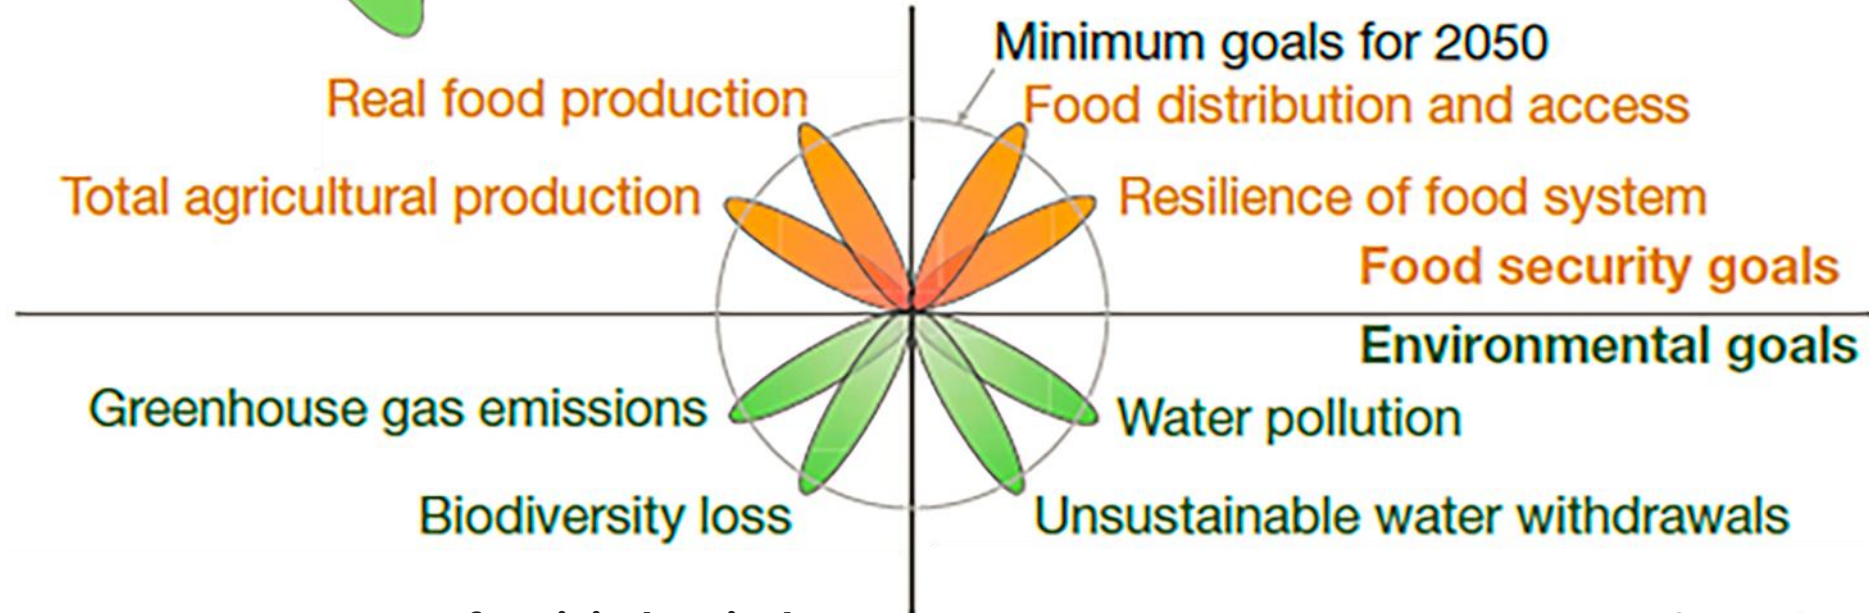 Minimum goals for 2050
Real food production
Food distribution and access
Total agricultural production
Resilience of food system
Food security goals
Environmental goals
Greenhouse gas emissions
Water pollution
Biodiversity loss
Unsustainable water withdrawals